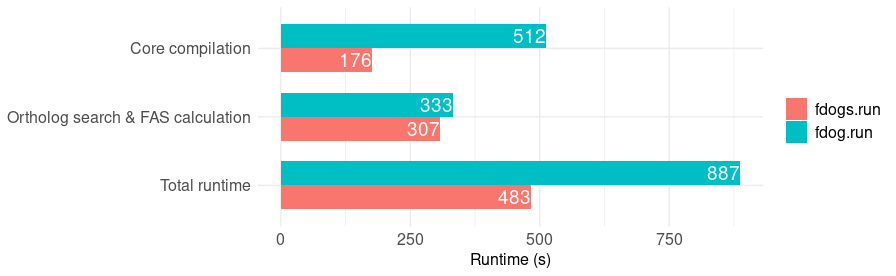 Core compilation
512
176
Ortholog search & FAS calculation
333
307
Total runtime
887
483
0
250
500
750
Runtime (s)
fdogs.run
fdog.run